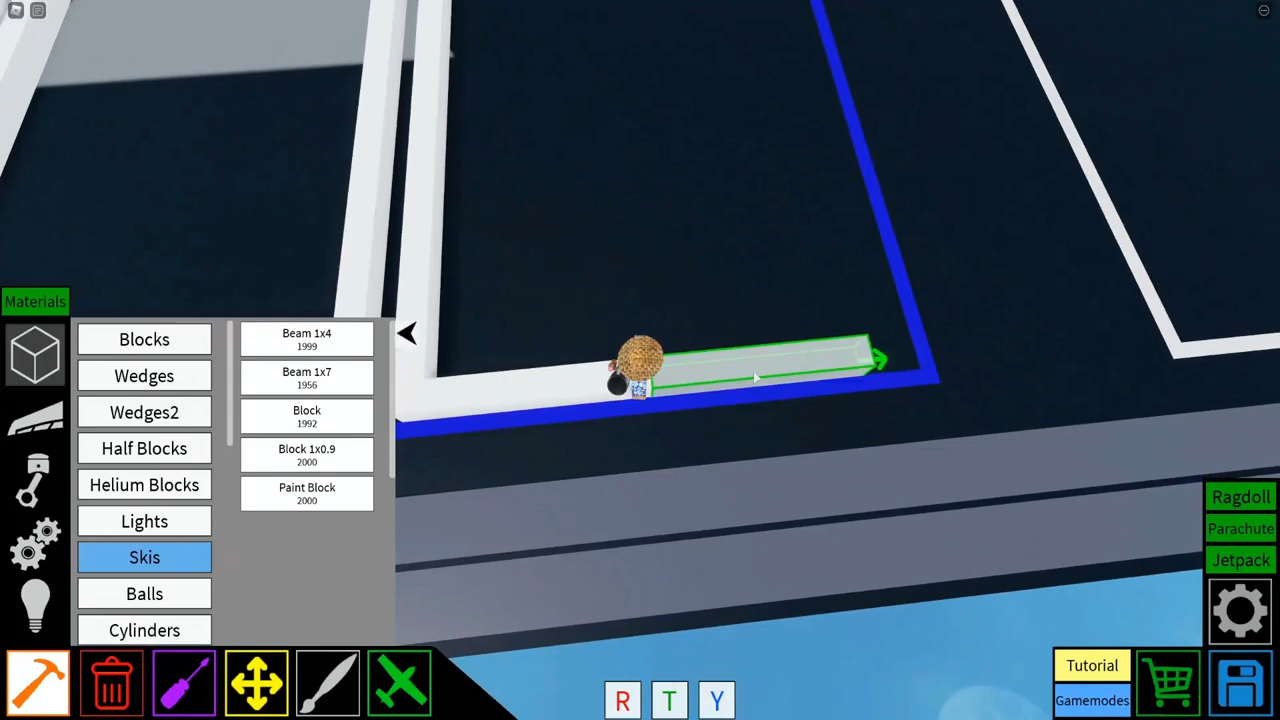 Materials
Blocks
Wedges
Wedges2
Half Blocks
Helium Blocks
Lights
Skis
Balls
Cylinders
Beam 1x4
1999
Beam 1x7
1956
Block
1992
Block 1x0.9
2000
Paint Block
2000
Ragdoll
Parachute
Jetpack
Tutorial
Gamemodes
R T Y